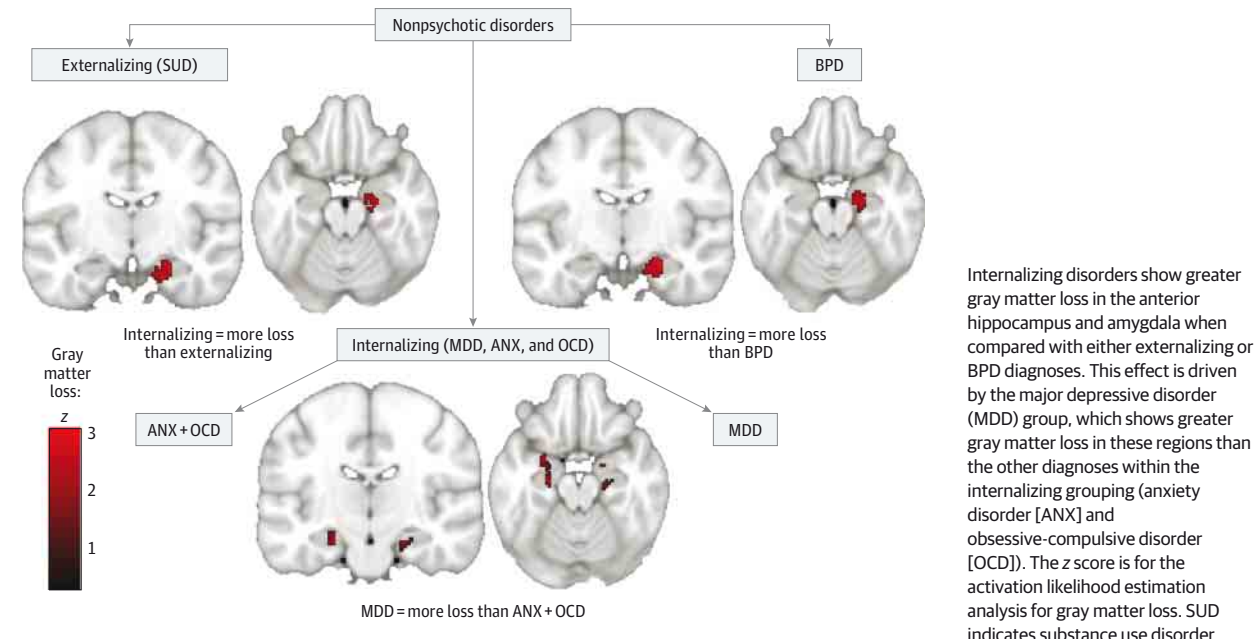 Nonpsychotic disorders
Externalizing (SUD)
BPD
Internalizing = more loss
than externalizing
Internalizing = more loss
than BPD
Internalizing (MDD, ANX, and OCD)
Gray
matter
loss:
z
3
2
1
ANX + OCD
MDD
MDD = more loss than ANX + OCD
Internalizing disorders show greater
gray matter loss in the anterior
hippocampus and amygdala when
compared with either externalizing or
BPD diagnoses. This effect is driven
by the major depressive disorder
(MDD) group, which shows greater
gray matter loss in these regions than
the other diagnoses within the
internalizing grouping (anxiety
disorder [ANX] and
obsessive-compulsive disorder
[OCD]). The z score is for the
activation likelihood estimation
analysis for gray matter loss. SUD
indicates substance use disorder